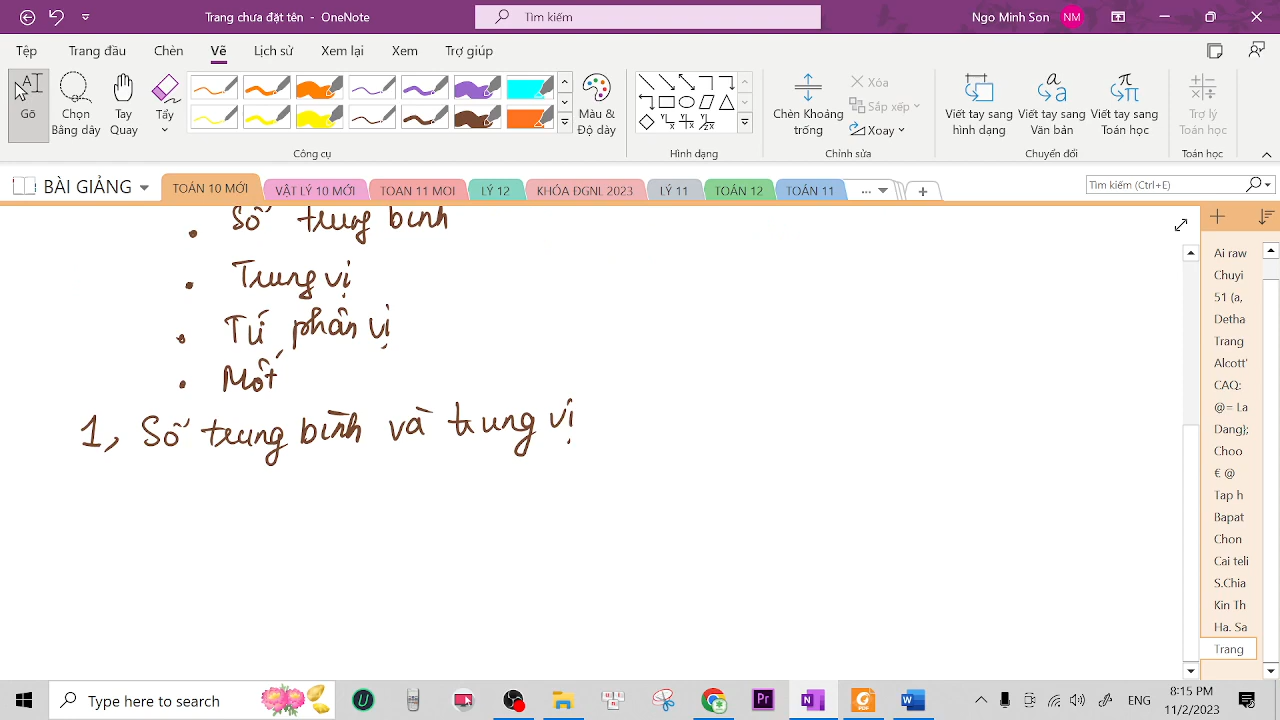 Trang chưa đặt tên - OneNote
Tìm kiếm
Ngo Minh Son NM
Tệp Trang đầu Chèn Vẽ Lịch sử Xem lại Xem Trợ giúp
Gõ
Chọn Bằng dây
Tay Quay
Tẩy
Màu & Độ dày
Chèn Khoảng trống
Xóa
Sắp xếp
Xoay
Viết tay sang hình dạng
Viết tay sang Văn bản
Viết tay sang Toán học
Trợ lý Toán học
Công cụ Hình dạng Chỉnh sửa Chuyển đổi Toán học
BÀI GIẢNG TOÁN 10 MỚI VẬT LÝ 10 MỚI TOAN 11 MOI LÝ 12 KHÓA ĐGNL 2023 LÝ 11 TOÁN 12 TOÁN 11 ... +
Tìm kiếm (Ctrl+E)
• Số trung bình
• Trung vị
• Tứ phân vị
• Mốt
1, Số trung bình và trung vị
Ai raw
Chuyi
51 (a,
Detha
Trang
Alcott'
CAQ:
@= La
Dang);
Choo
€ @
Tap h
Bapat
Chon
Cai teli
S.Cha
Kin Th
Ha. Sa
Trang
Type here to search
ENG
8:15 PM
11/2/2023